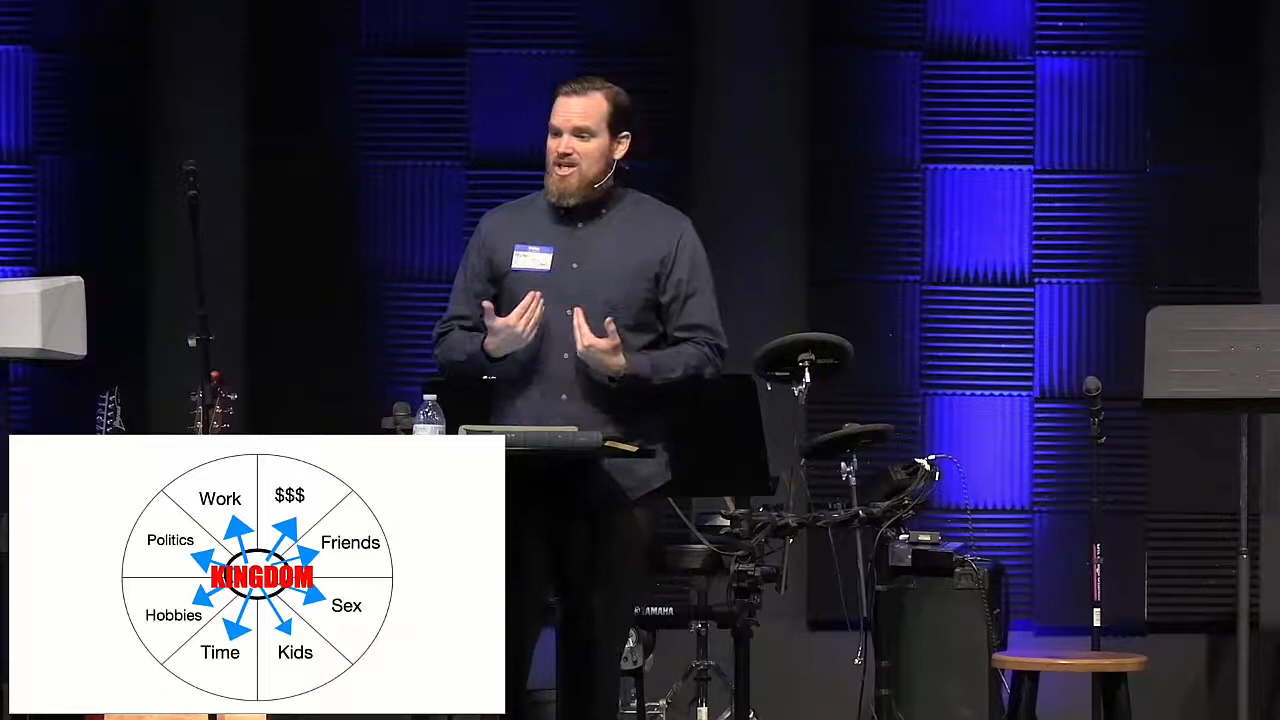 Work
$$$
Politics
Friends
KINGDOM
Hobbies
Sex
Time
Kids
YAMAHA